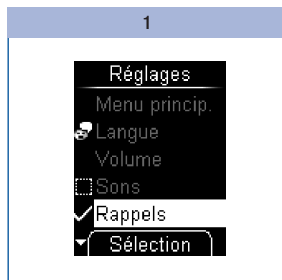 1
Réglages
Menu princip.
Langue
Volume
Sons
Rappels
Sélection